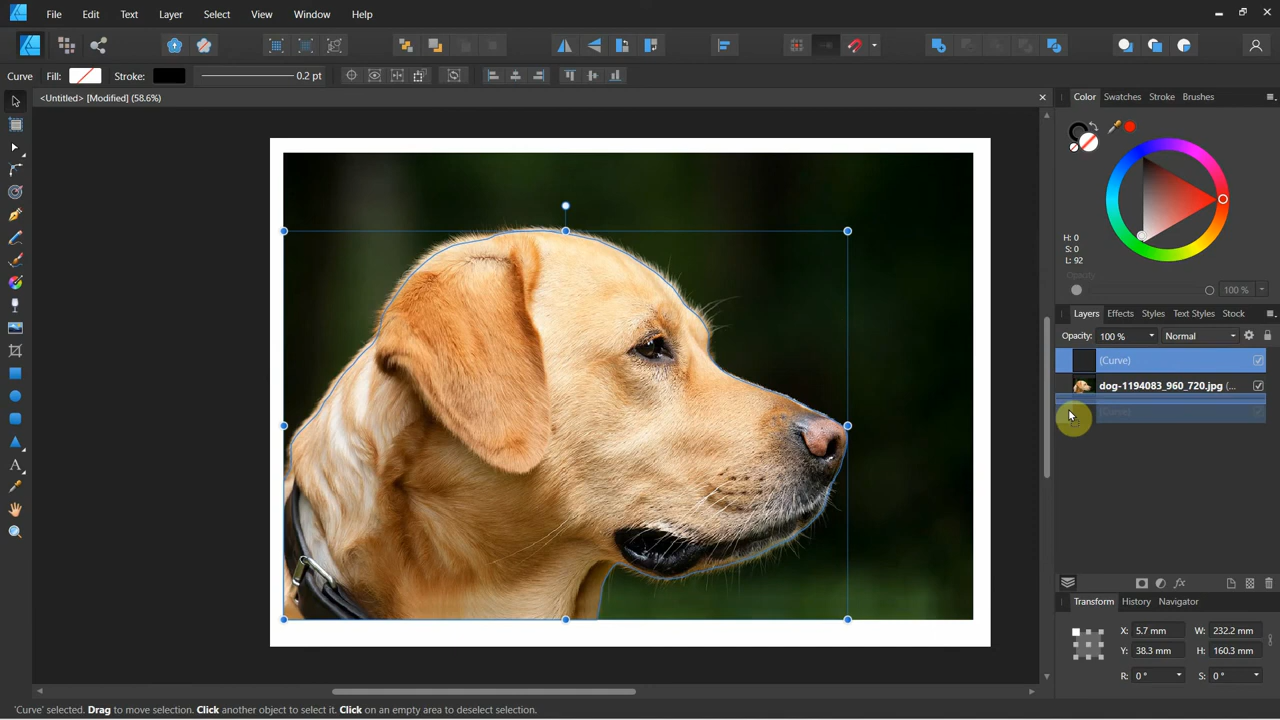 File Edit Text Layer Select View Window Help
Curve Fill: Stroke: 0.2 pt
<Untitled> [Modified] (58.6%)
Color Swatches Stroke Brushes
H: 0
S: 0
L: 92
Opacity
100 %
Layers Effects Styles Text Styles Stock
Opacity: 100 % Normal
(Curve)
dog-1194083_960_720.jpg (...
(Curve)
Transform History Navigator
X: 5.7 mm W: 232.2 mm
Y: 38.3 mm H: 160.3 mm
R: 0 ° S: 0 °
'Curve' selected. Drag to move selection. Click another object to select it. Click on an empty area to deselect selection.